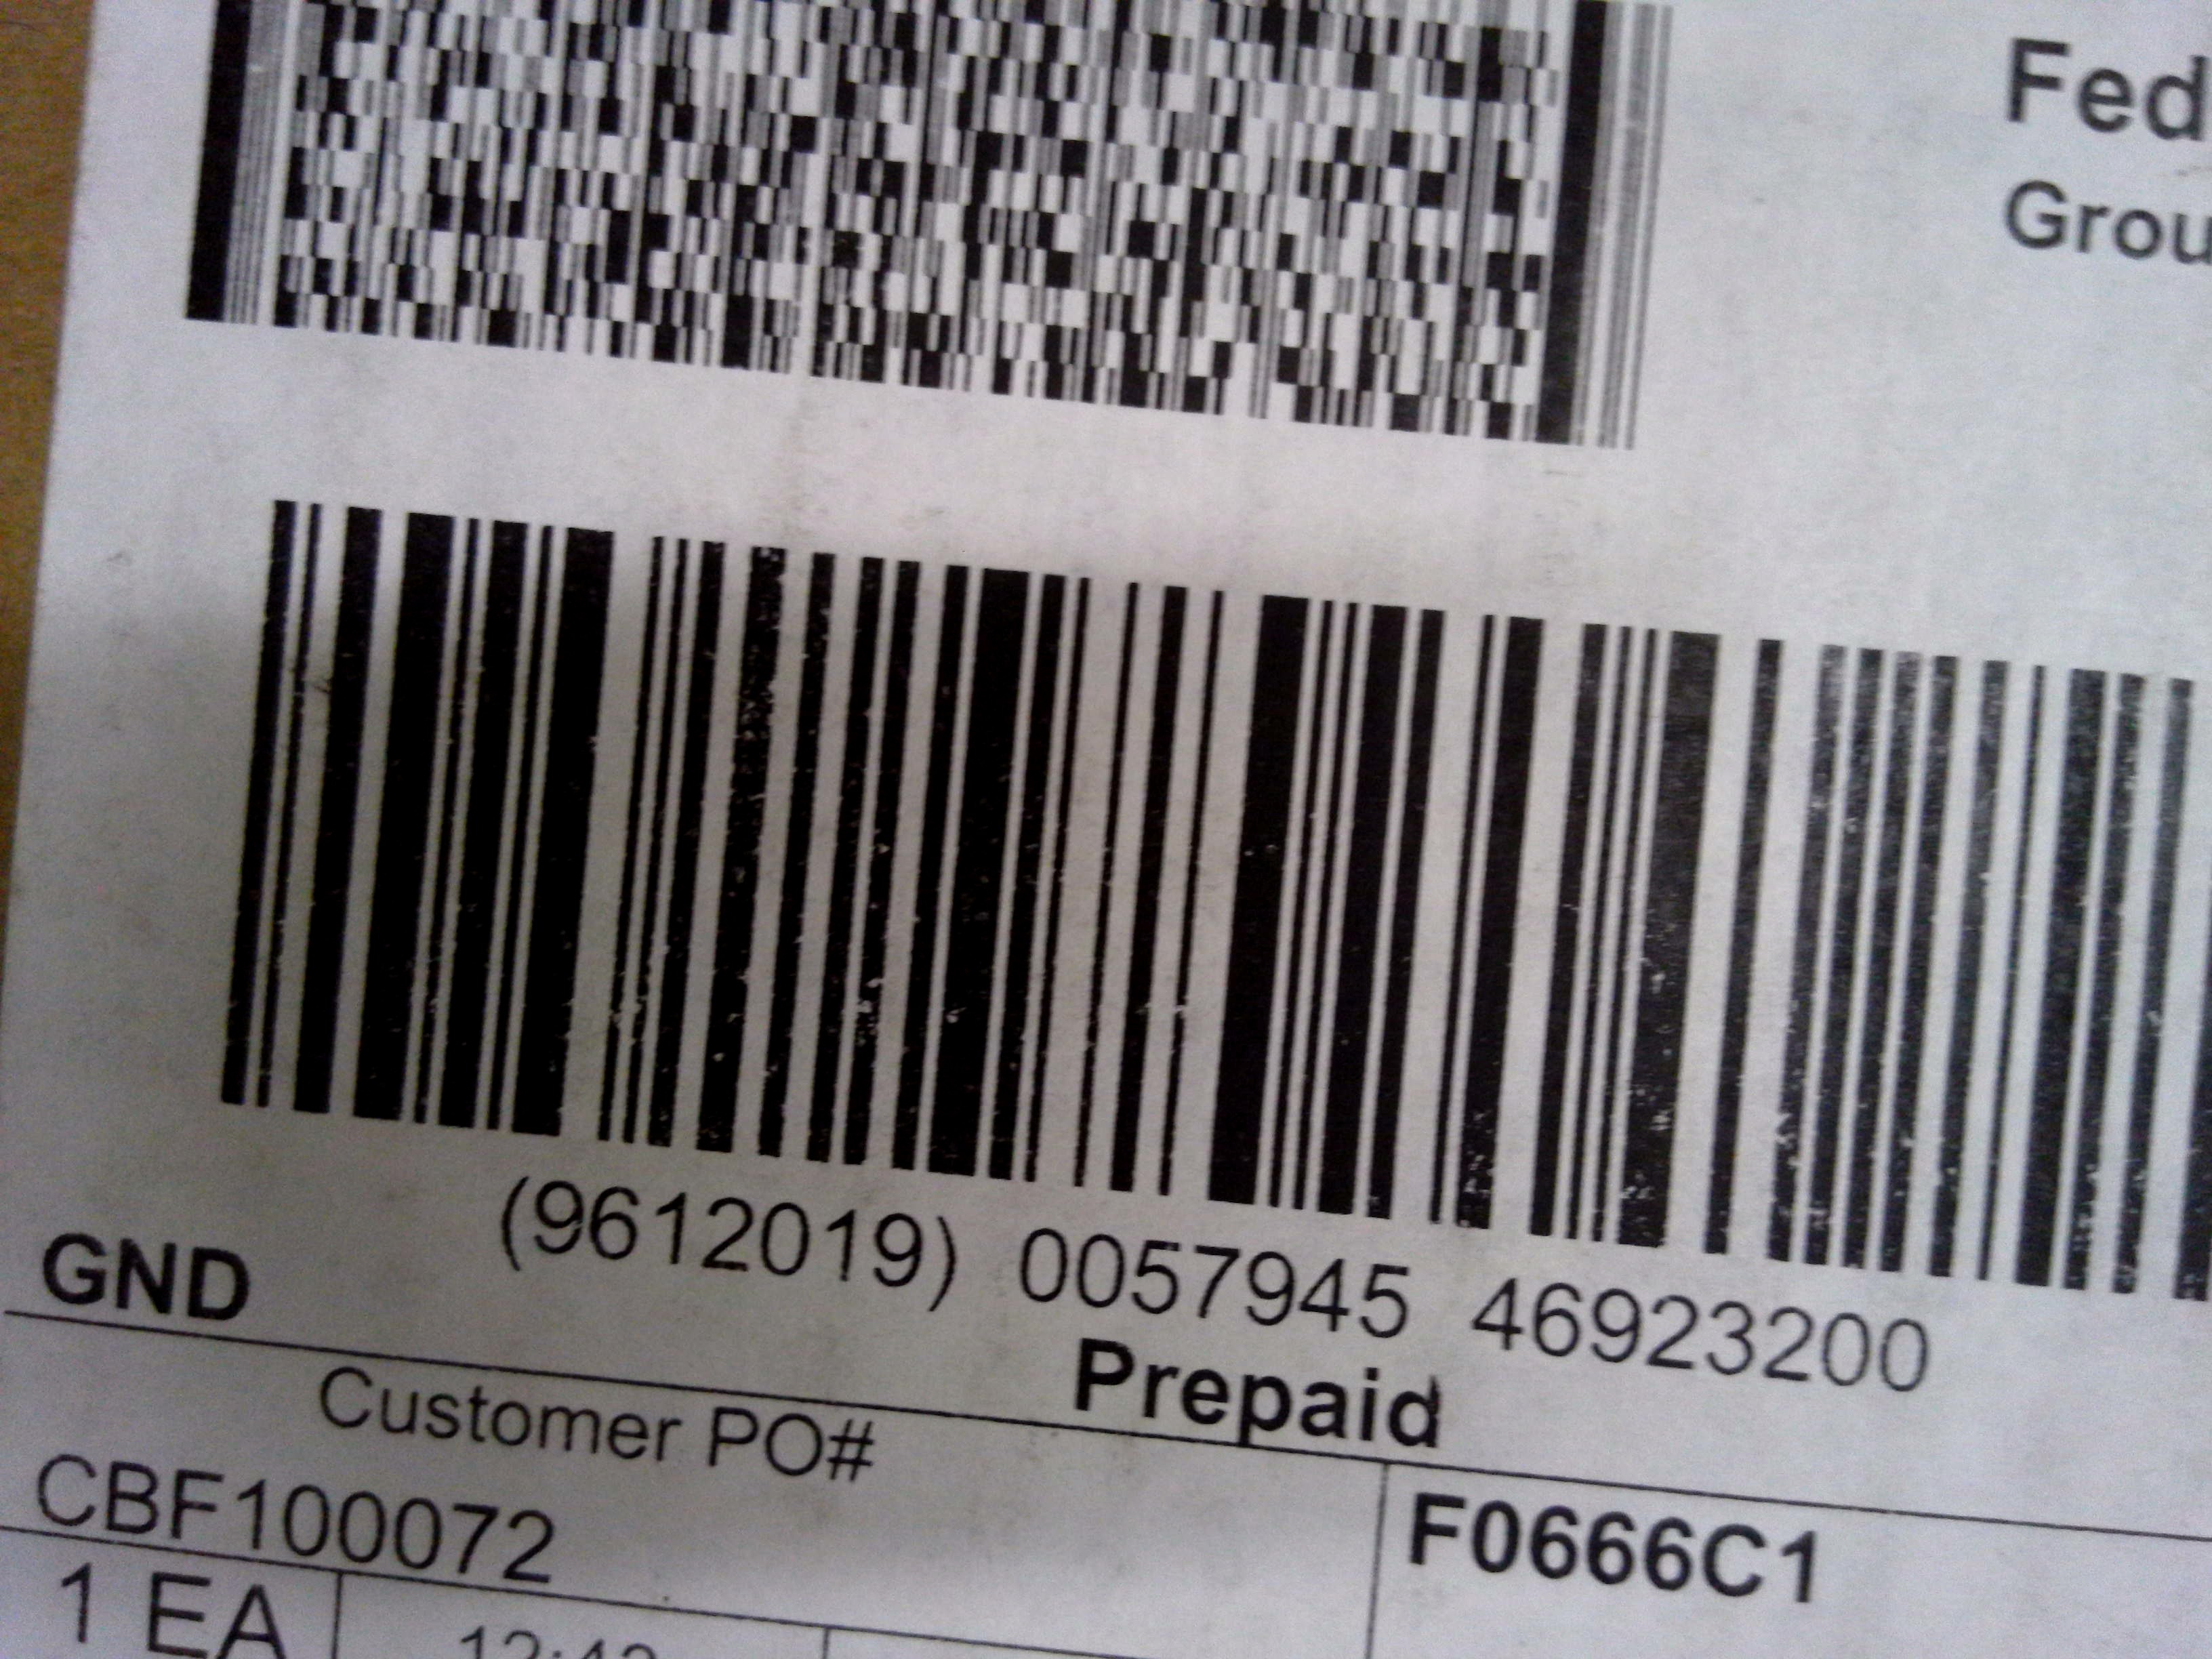 Fed
Grou
(9612019) 0057945 46923200
GND
Prepaid
Customer PO#
CBF100072
F0666C1
1 EA